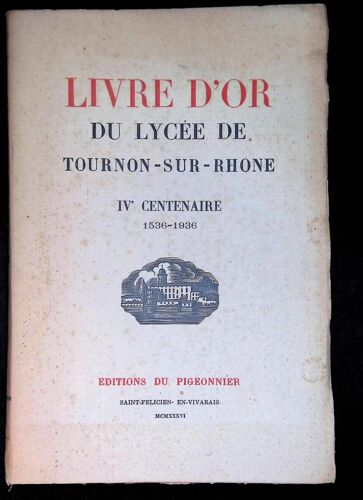 LIVRE D'OR
DU LYCÉE DE
TOURNON-SUR-RHONE
IVᵉ CENTENAIRE
1536-1936
EDITIONS DU PIGEONNIER
SAINT-FELICIEN-EN-VIVARAIS
MCMXXXVI